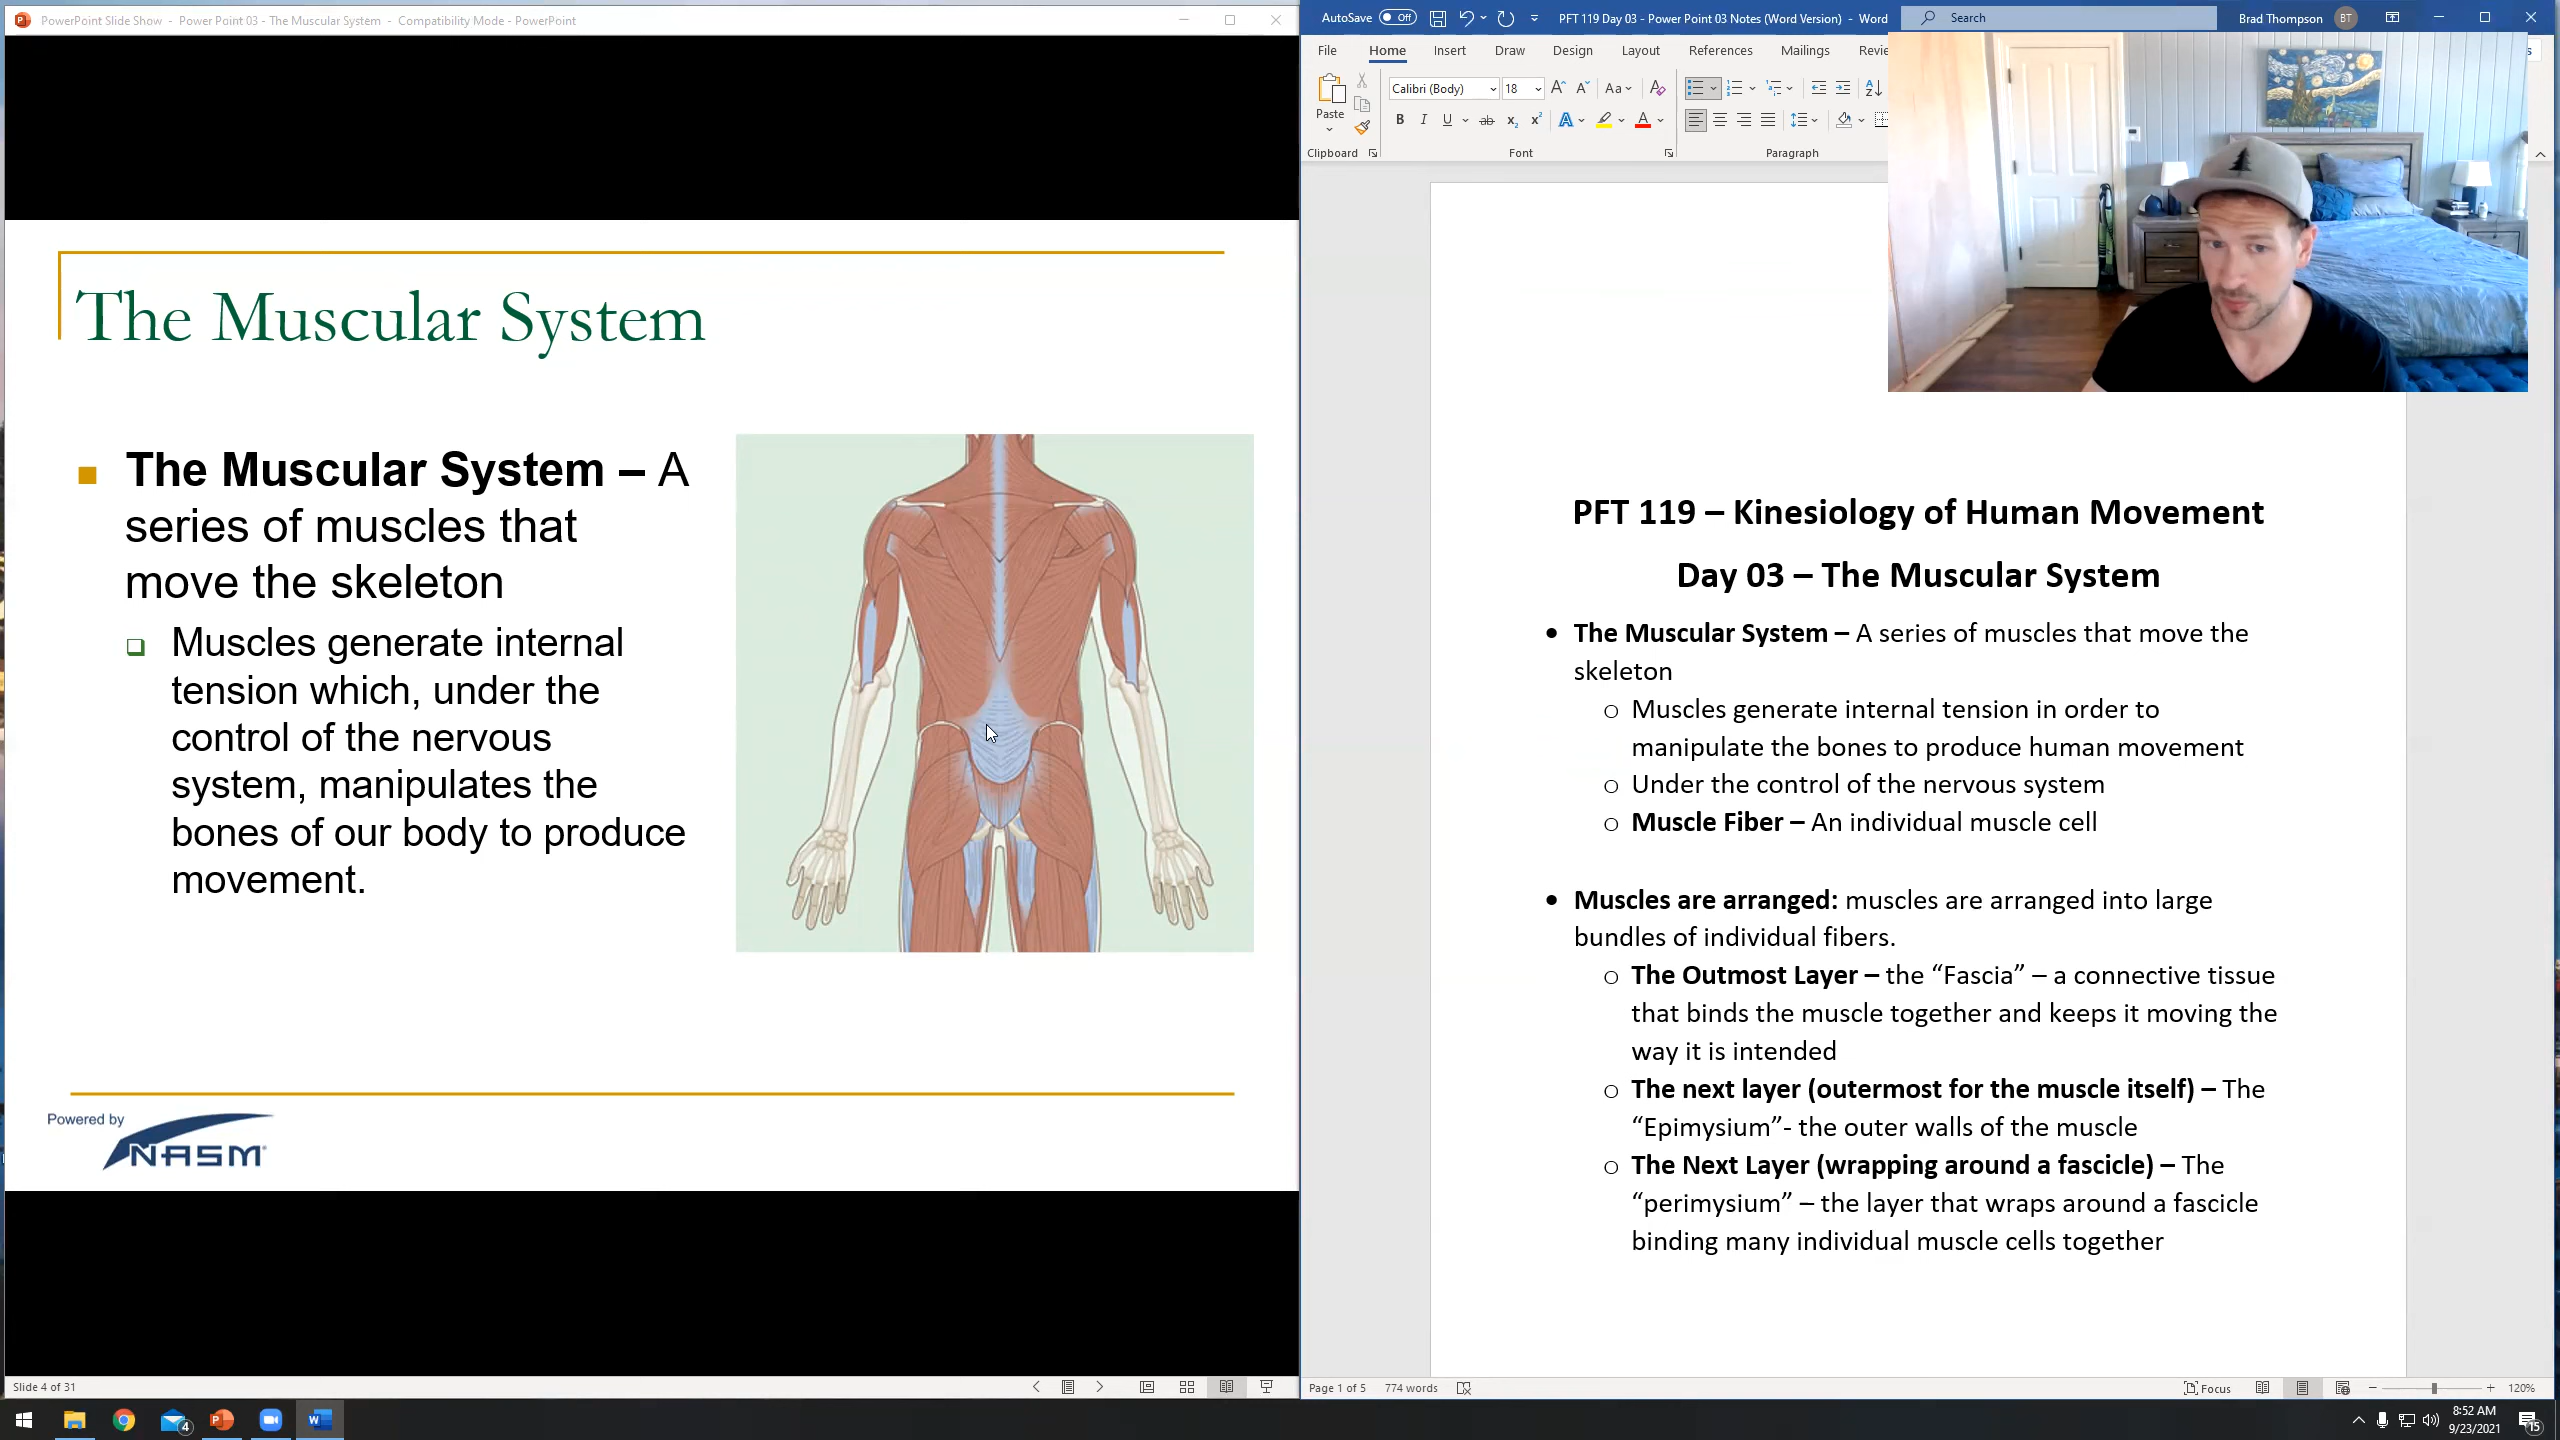 PowerPoint Slide Show - Power Point 03 - The Muscular System - Compatibility Mode - PowerPoint
The Muscular System
The Muscular System – A
series of muscles that
move the skeleton
Muscles generate internal
tension which, under the
control of the nervous
system, manipulates the
bones of our body to produce
movement.
Powered by
NASM
Slide 4 of 31
AutoSave Off PFT 119 Day 03 - Power Point 03 Notes (Word Version) - Word Search Brad Thompson BT
File Home Insert Draw Design Layout References Mailings
Calibri (Body) 18
Paste
Clipboard Font Paragraph
PFT 119 – Kinesiology of Human Movement
Day 03 – The Muscular System
The Muscular System – A series of muscles that move the
skeleton
Muscles generate internal tension in order to
manipulate the bones to produce human movement
Under the control of the nervous system
Muscle Fiber – An individual muscle cell
Muscles are arranged: muscles are arranged into large
bundles of individual fibers.
The Outmost Layer – the “Fascia” – a connective tissue
that binds the muscle together and keeps it moving the
way it is intended
The next layer (outermost for the muscle itself) – The
“Epimysium”- the outer walls of the muscle
The Next Layer (wrapping around a fascicle) – The
“perimysium” – the layer that wraps around a fascicle
binding many individual muscle cells together
Page 1 of 5 774 words Focus 120%
4
8:52 AM
9/23/2021
15